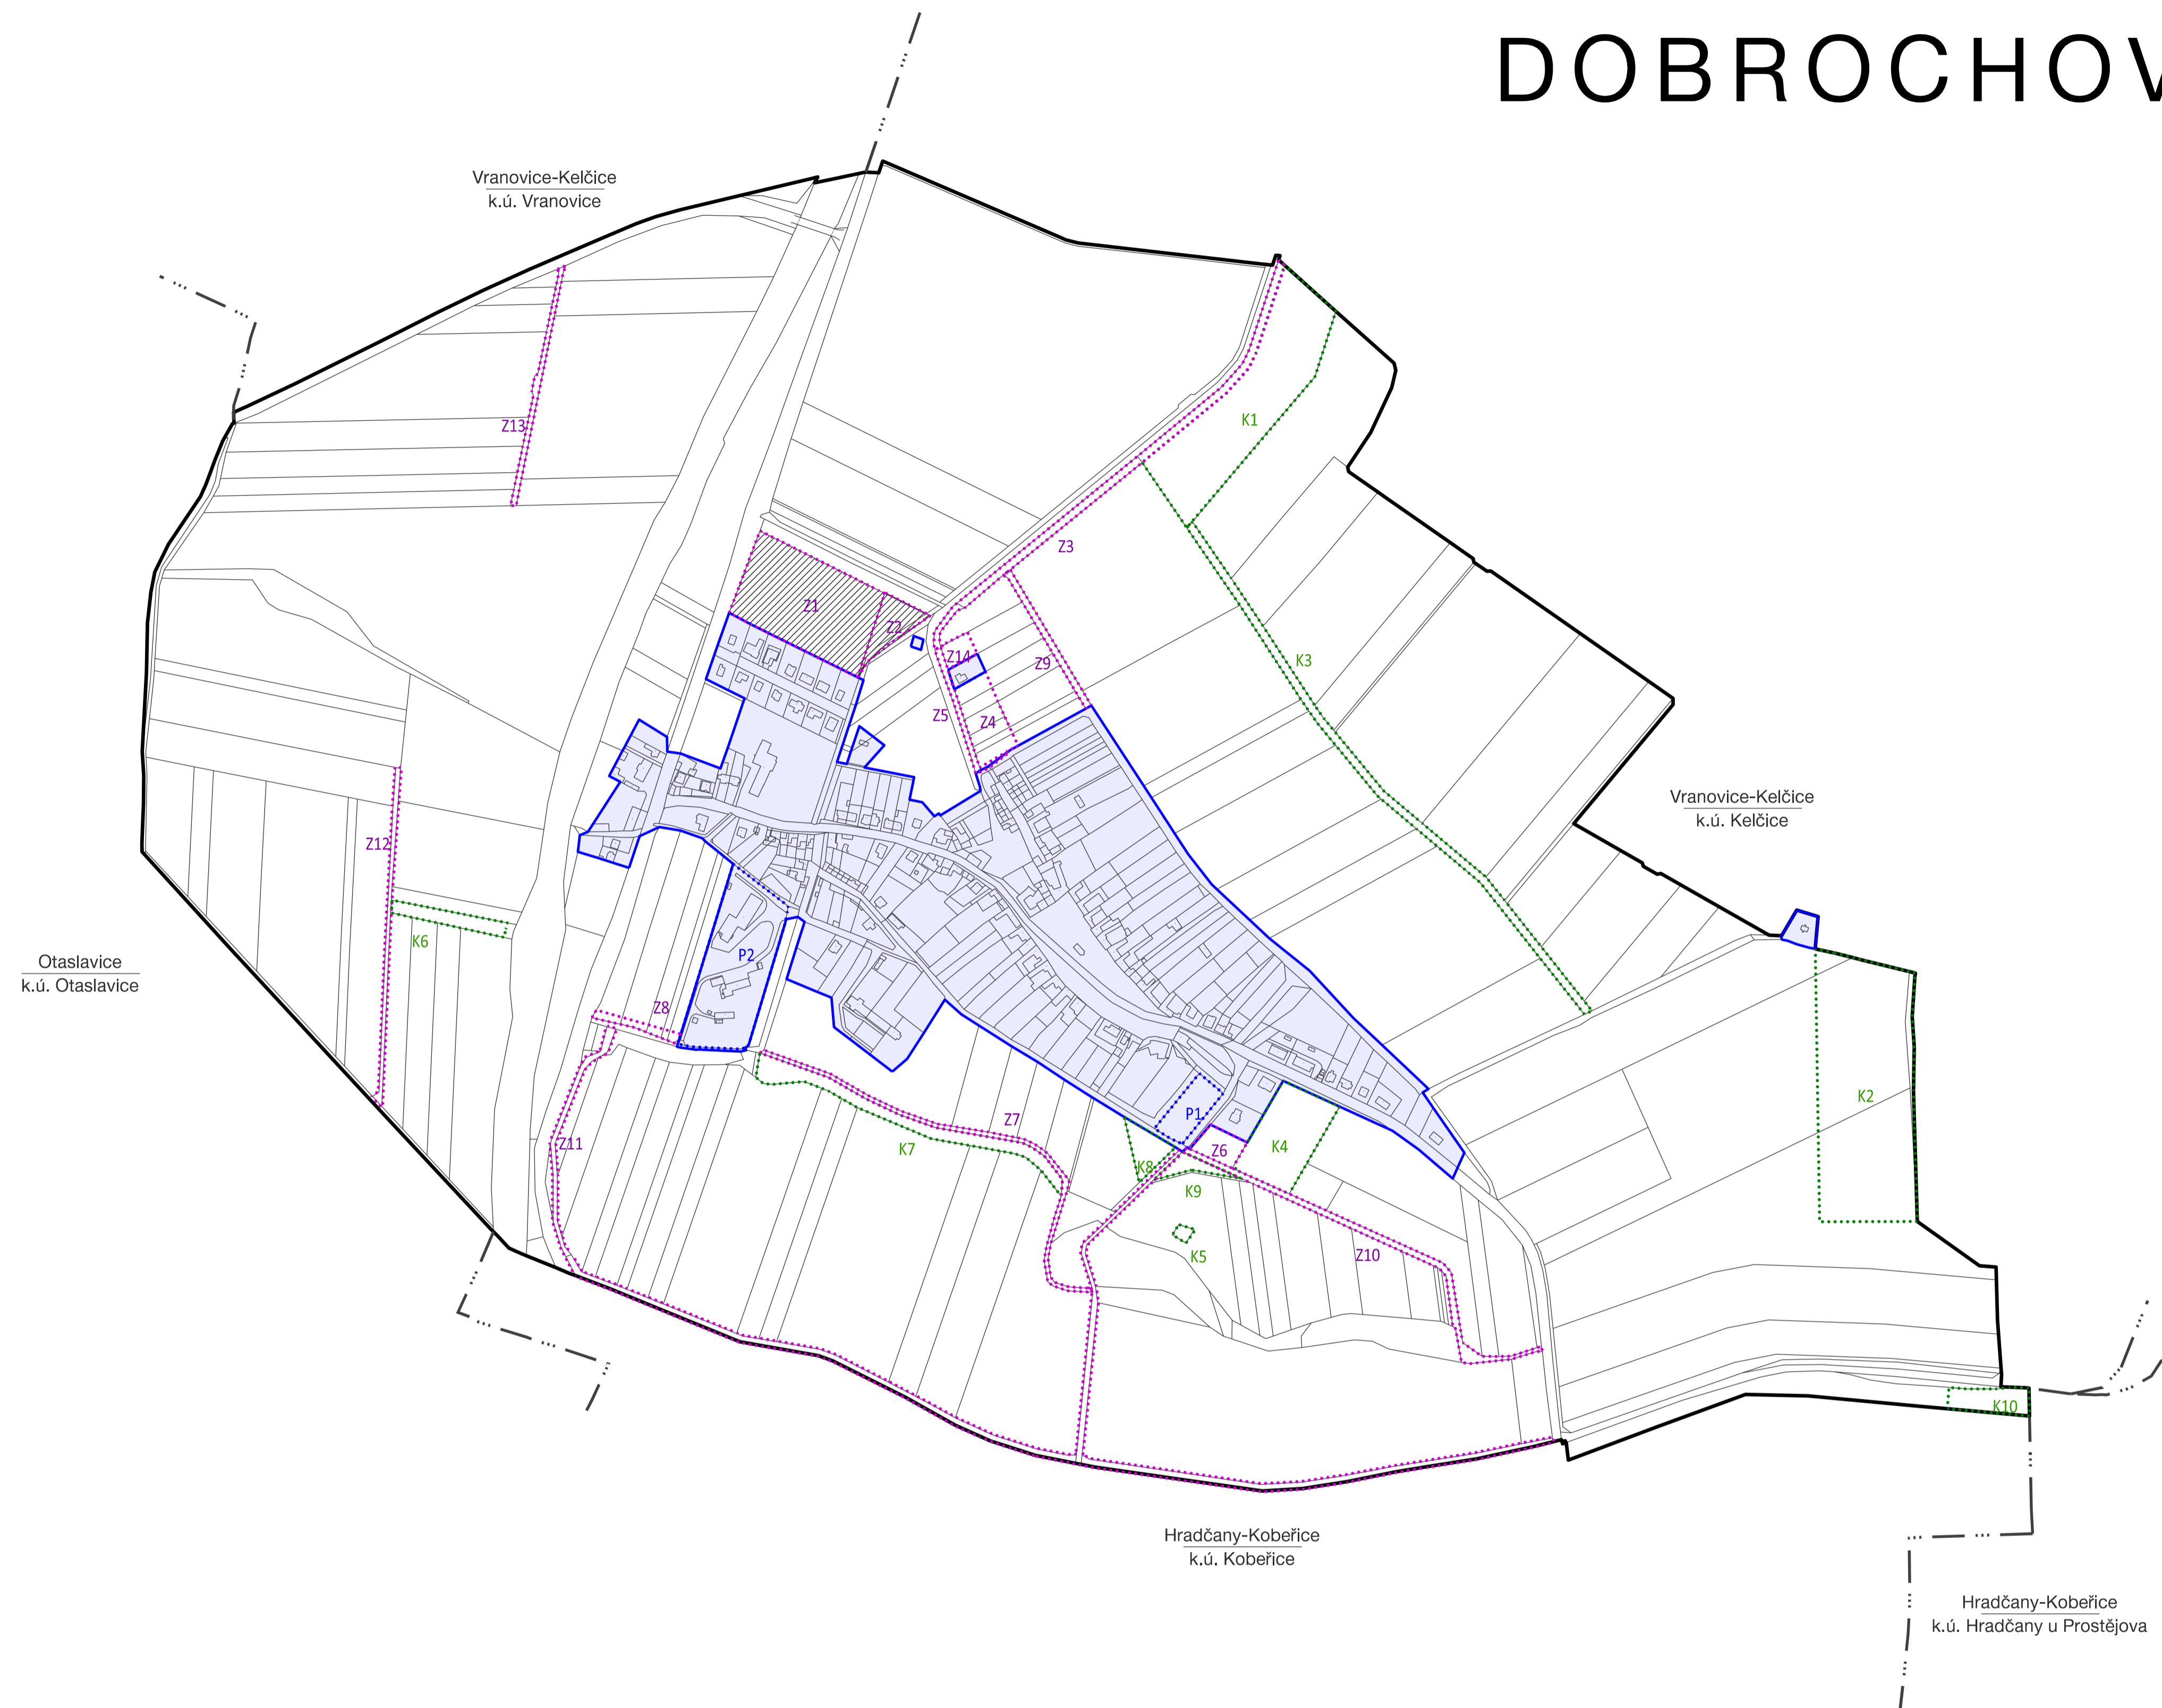 DOBROCHOV
Vranovice-Kelčice
k.ú. Vranovice
K1
Z13
Z3
Z1
Z2
Z14
Z9
K3
Z5
Z4
Vranovice-Kelčice
k.ú. Kelčice
Z12
K6
P2
Otaslavice
k.ú. Otaslavice
Z8
K2
P1
Z7
Z11
K7
Z6
K4
K8
K9
K5
Z10
K10
Hradčany-Kobeřice
k.ú. Kobeřice
Hradčany-Kobeřice
k.ú. Hradčany u Prostějova